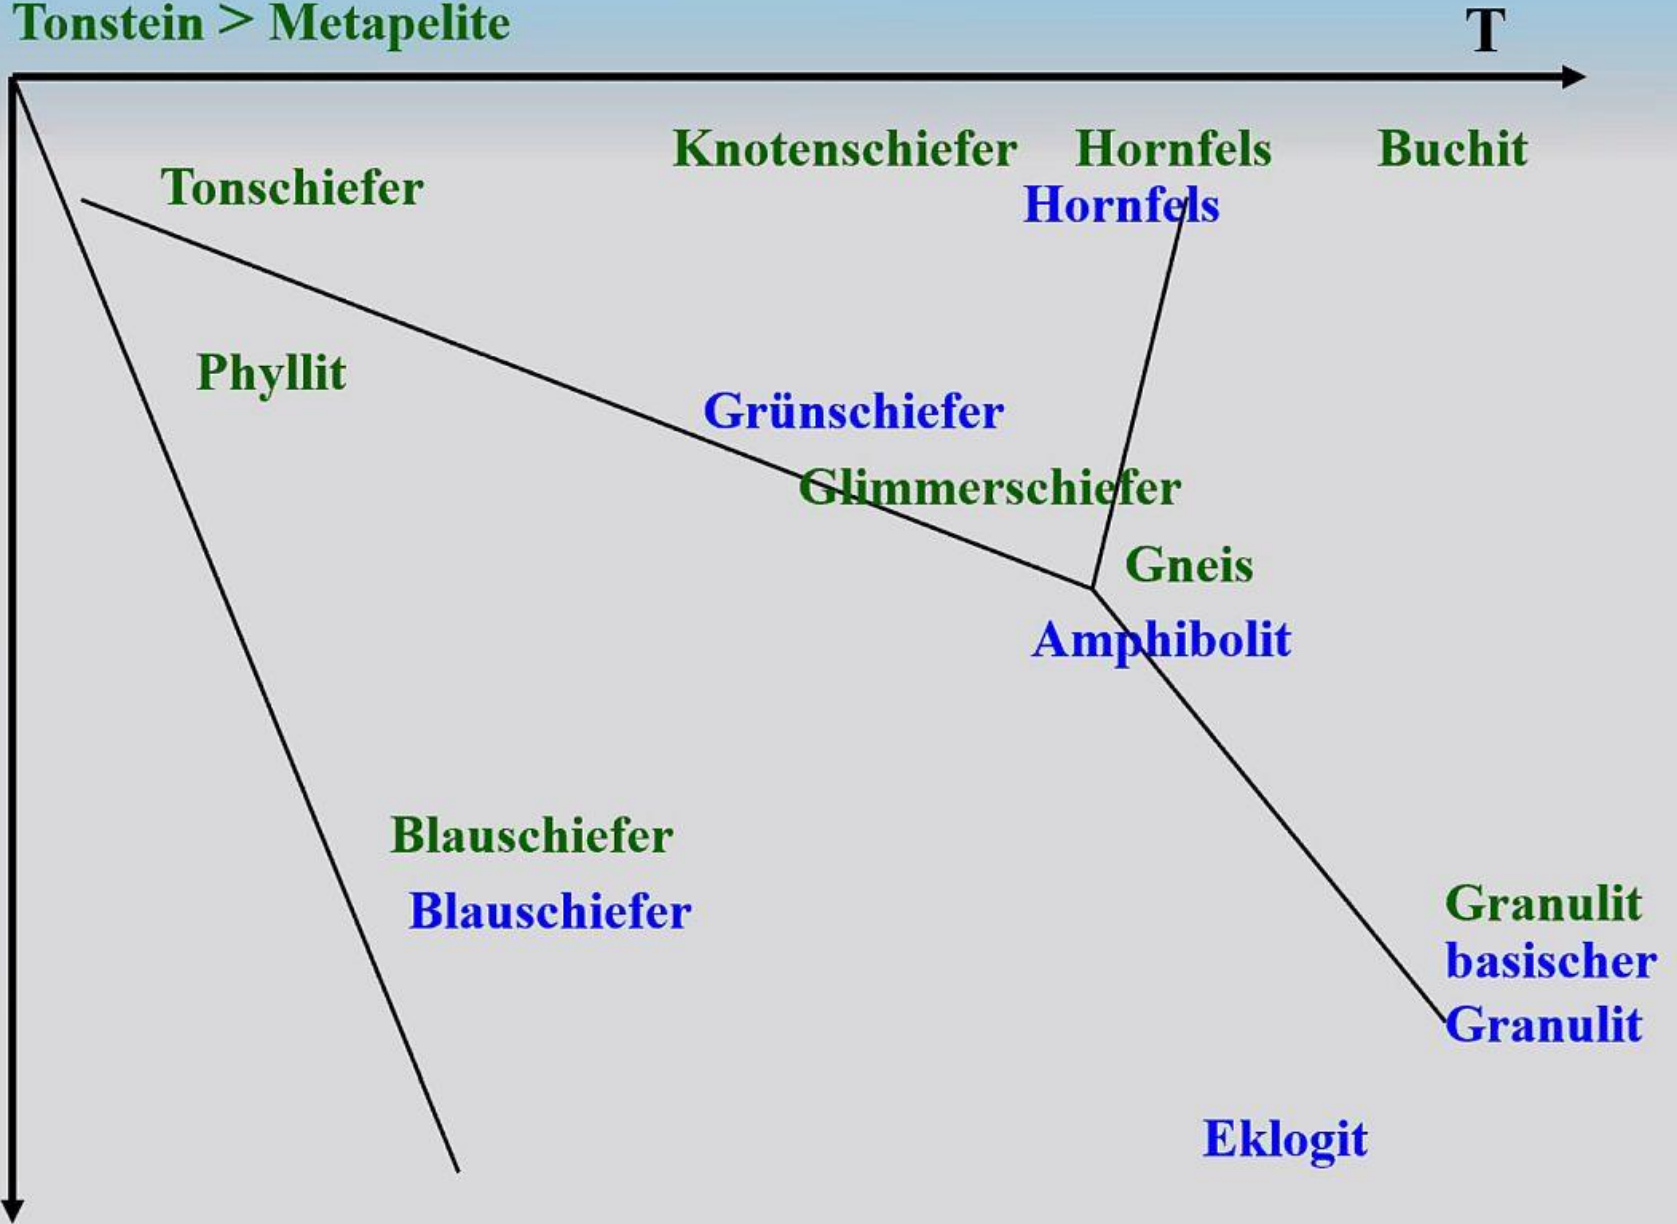 Tonstein > Metapelite
T
Knotenschiefer Hornfels Buchit
Tonschiefer
Hornfels
Phyllit
Grünschiefer
Glimmerschiefer
Gneis
Amphibolit
Blauschiefer
Blauschiefer
Granulit
basischer
Granulit
Eklogit